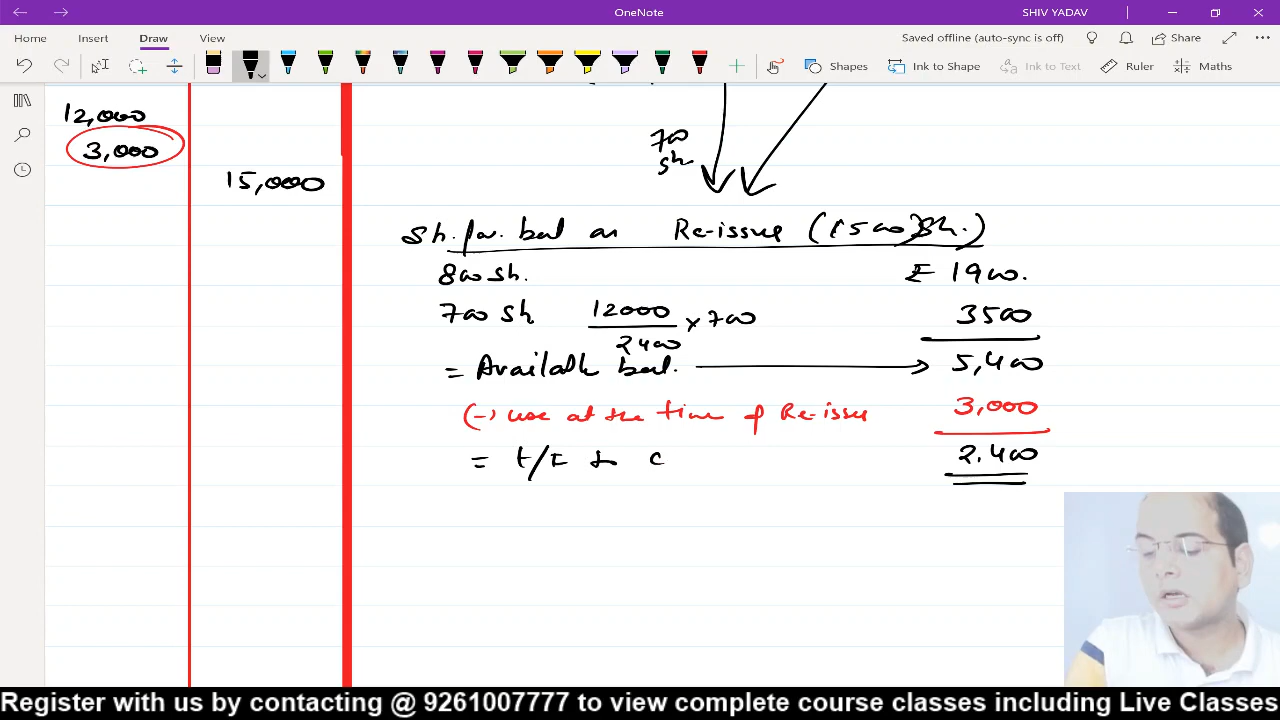 OneNote
SHIV YADAV
Home Insert Draw View
Saved offline (auto-sync is off) Share
Shapes Ink to Shape Ink to Text Ruler Maths
12,000
3,000
15,000
700
sh
Sh. for. bal on Re-issue (1500 Sh.)
800 sh. ₹ 1900.
700 sh 12000/2400 × 700 3500
= Available bal. 5,400
(-) use at the time of Re-issue 3,000
= t/f to C 2.400
Register with us by contacting @ 9261007777 to view complete course classes including Live Classes